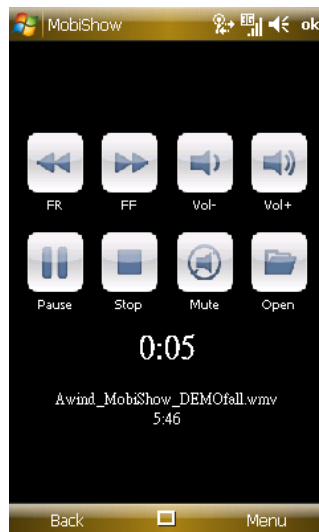 MobiShow ok
FR FF Vol- Vol+
Pause Stop Mute Open
0:05
Awind_MobiShow_DEMOfall.wmv
5:46
Back Menu